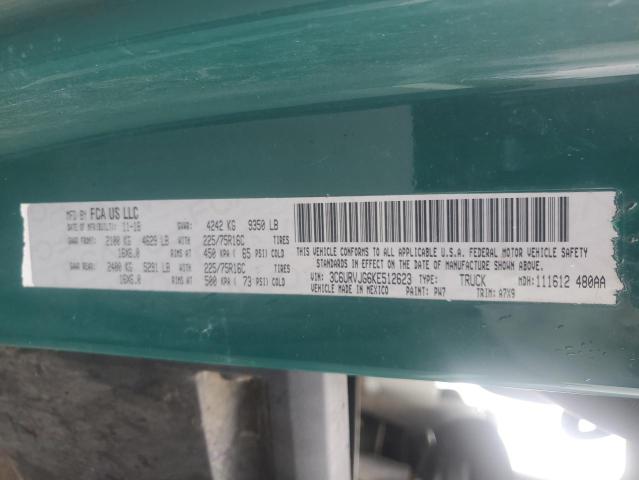 MFD BY FCA US LLC
DATE OF MFR(BUILT): 11-18 GVWR: 4242 KG 9350 LB
GAWR FRONT: 2100 KG 4629 LB WITH 225/75R16C TIRES
16X6.0 RIMS AT 450 KPA ( 65 PSI) COLD
GAWR REAR: 2400 KG 5291 LB WITH 225/75R16C TIRES
16X6.0 RIMS AT 500 KPA ( 73 PSI) COLD
THIS VEHICLE CONFORMS TO ALL APPLICABLE U.S.A. FEDERAL MOTOR VEHICLE SAFETY
STANDARDS IN EFFECT ON THE DATE OF MANUFACTURE SHOWN ABOVE.
VIN: 3C6URVJG6KE512623 TYPE: TRUCK MDH:111612 480AA
VEHICLE MADE IN MEXICO PAINT: PW7 TRIM: A7X9